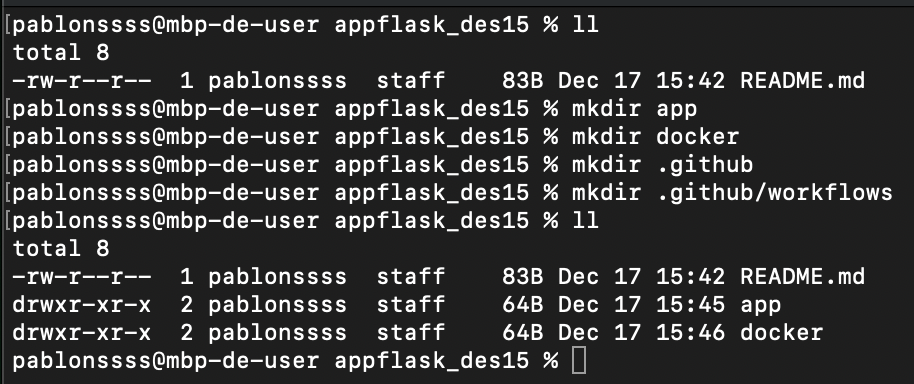 [pablonssss@mbp-de-user appflask_des15 % ll
total 8
-rw-r--r--  1 pablonssss  staff    83B Dec 17 15:42 README.md
[pablonssss@mbp-de-user appflask_des15 % mkdir app
[pablonssss@mbp-de-user appflask_des15 % mkdir docker
[pablonssss@mbp-de-user appflask_des15 % mkdir .github
[pablonssss@mbp-de-user appflask_des15 % mkdir .github/workflows
[pablonssss@mbp-de-user appflask_des15 % ll
total 8
-rw-r--r--  1 pablonssss  staff    83B Dec 17 15:42 README.md
drwxr-xr-x  2 pablonssss  staff    64B Dec 17 15:45 app
drwxr-xr-x  2 pablonssss  staff    64B Dec 17 15:46 docker
pablonssss@mbp-de-user appflask_des15 %